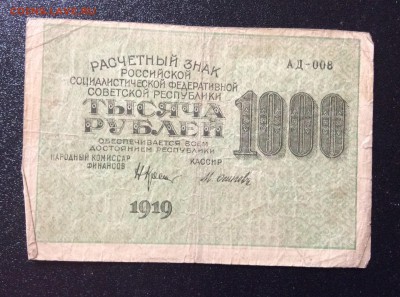 РАСЧЕТНЫЙ ЗНАК
РОССИЙСКОЙ
СОЦИАЛИСТИЧЕСКОЙ ФЕДЕРАТИВНОЙ
СОВЕТСКОЙ РЕСПУБЛИКИ
АД-008
ТЫСЯЧА
РУБЛЕЙ
1000
ОБЕСПЕЧИВАЕТСЯ ВСЕМ
ДОСТОЯНИЕМ РЕСПУБЛИКИ
НАРОДНЫЙ КОМИССАР
ФИНАНСОВ
КАССИР
1919